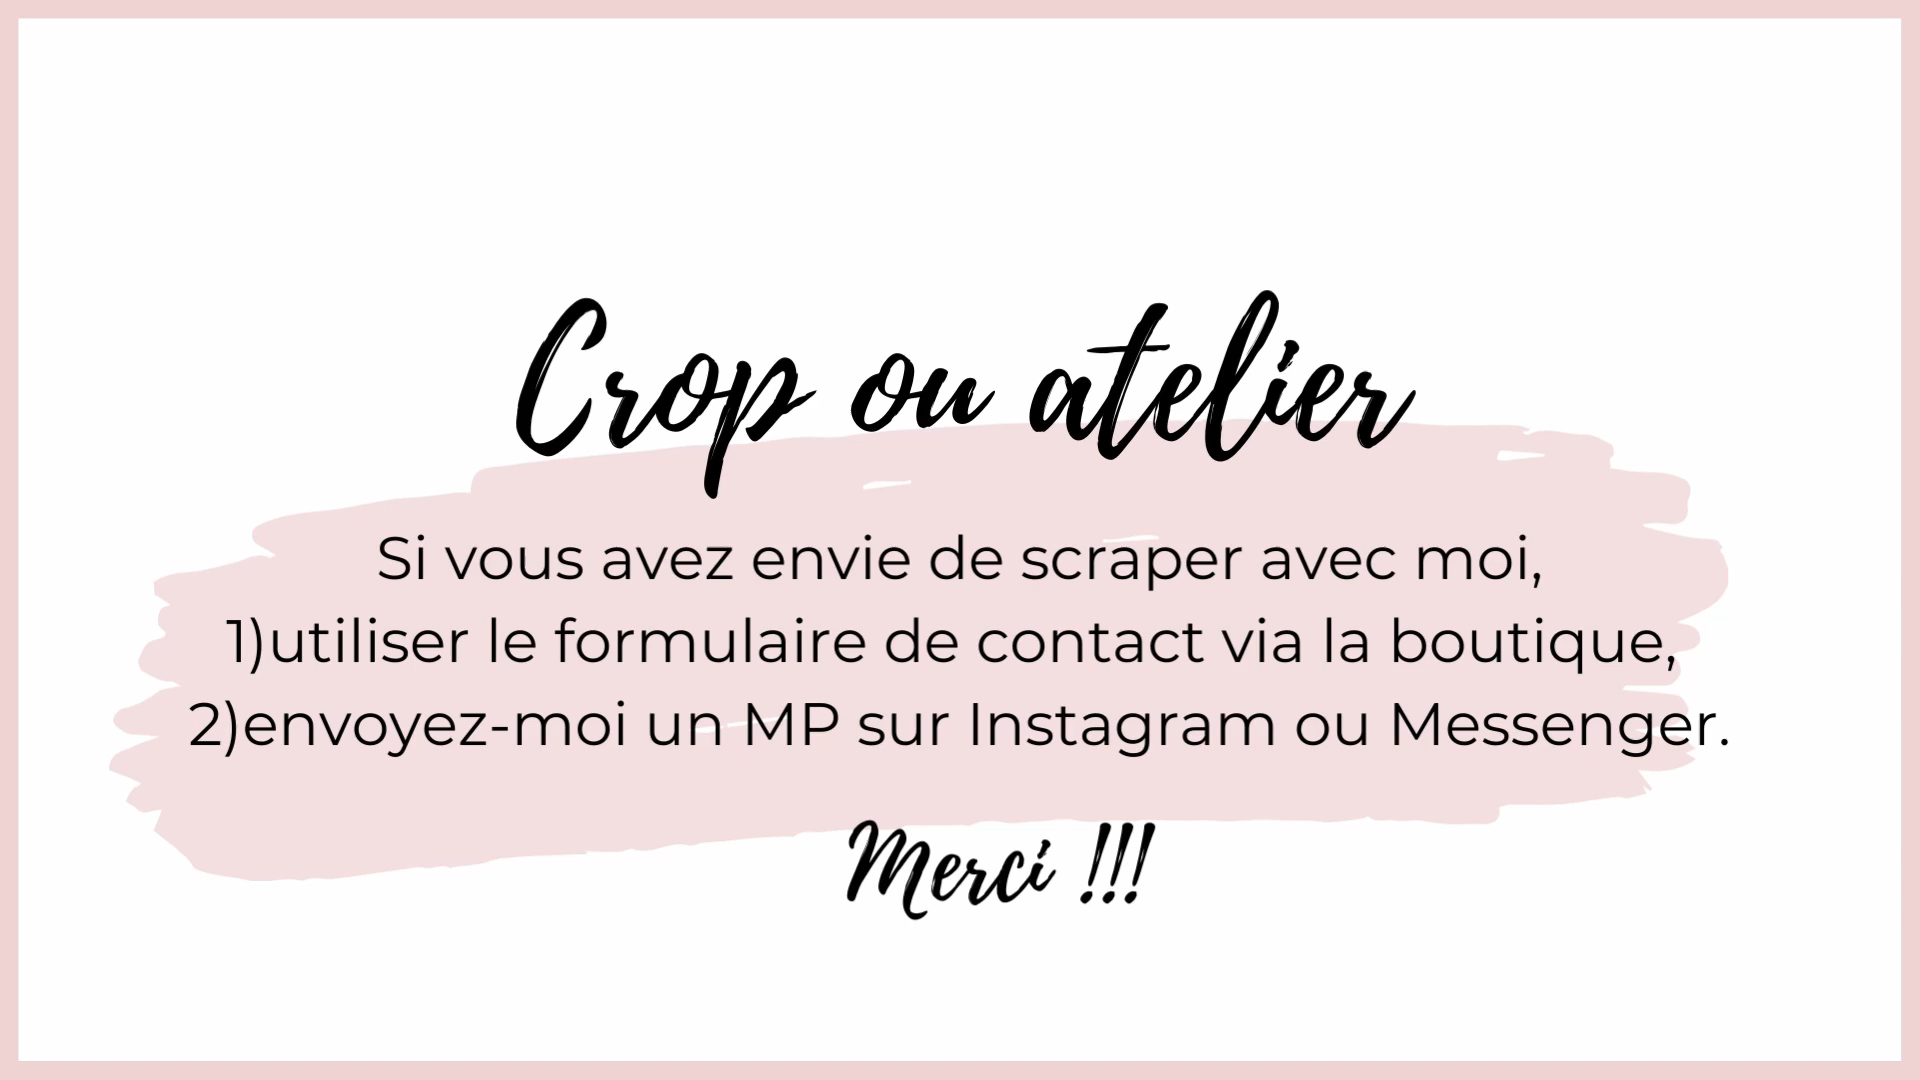 Crop ou atelier
Si vous avez envie de scraper avec moi,
1)utiliser le formulaire de contact via la boutique,
2)envoyez-moi un MP sur Instagram ou Messenger.
Merci !!!